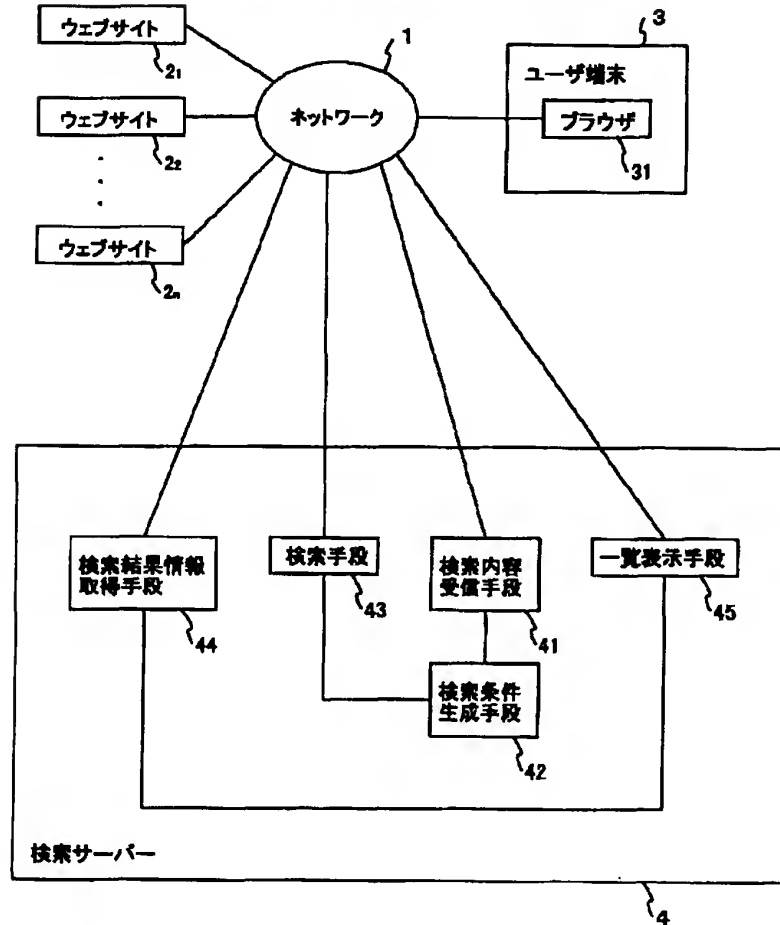 ウェブサイト
2₁
ウェブサイト
2₂
ウェブサイト
2ₙ
ネットワーク
1
3
ユーザ端末
ブラウザ
31
検索結果情報
取得手段
44
検索手段
43
検索内容
受信手段
41
一覧表示手段
45
検索条件
生成手段
42
検索サーバー
4